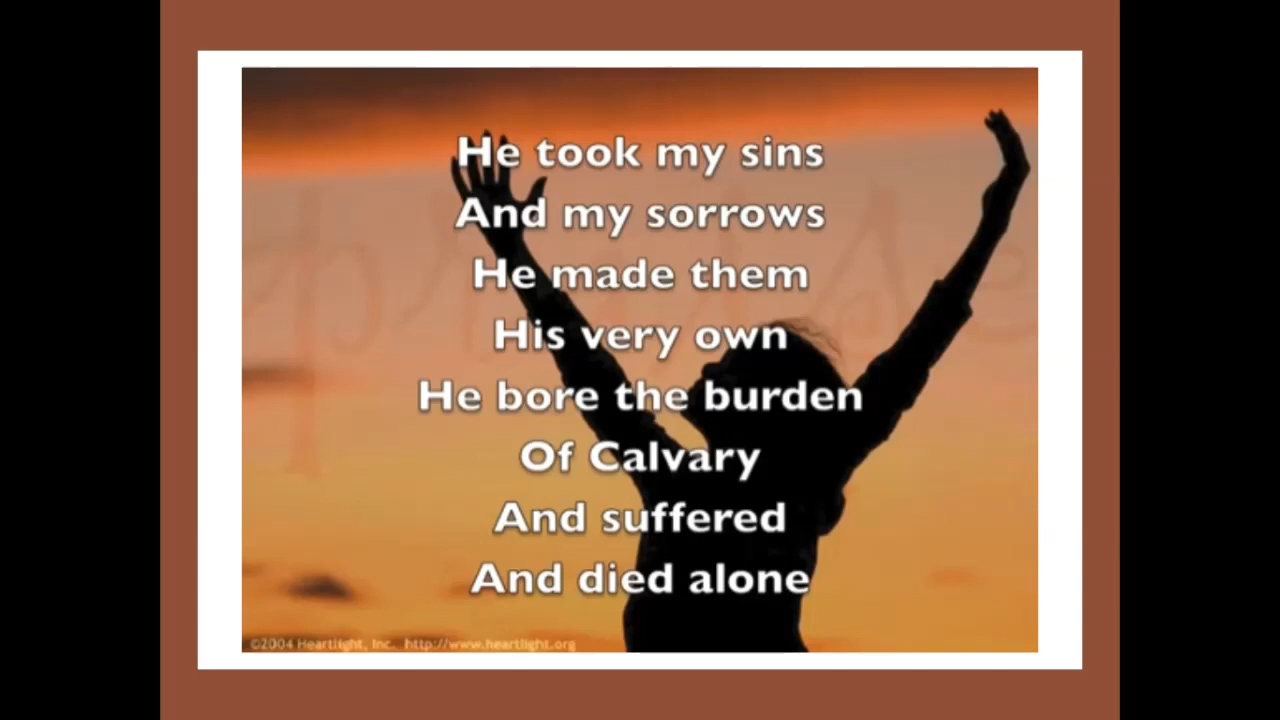 He took my sins
And my sorrows
He made them
His very own
He bore the burden
Of Calvary
And suffered
And died alone
©2004 Heartlight, Inc. http://www.heartlight.org